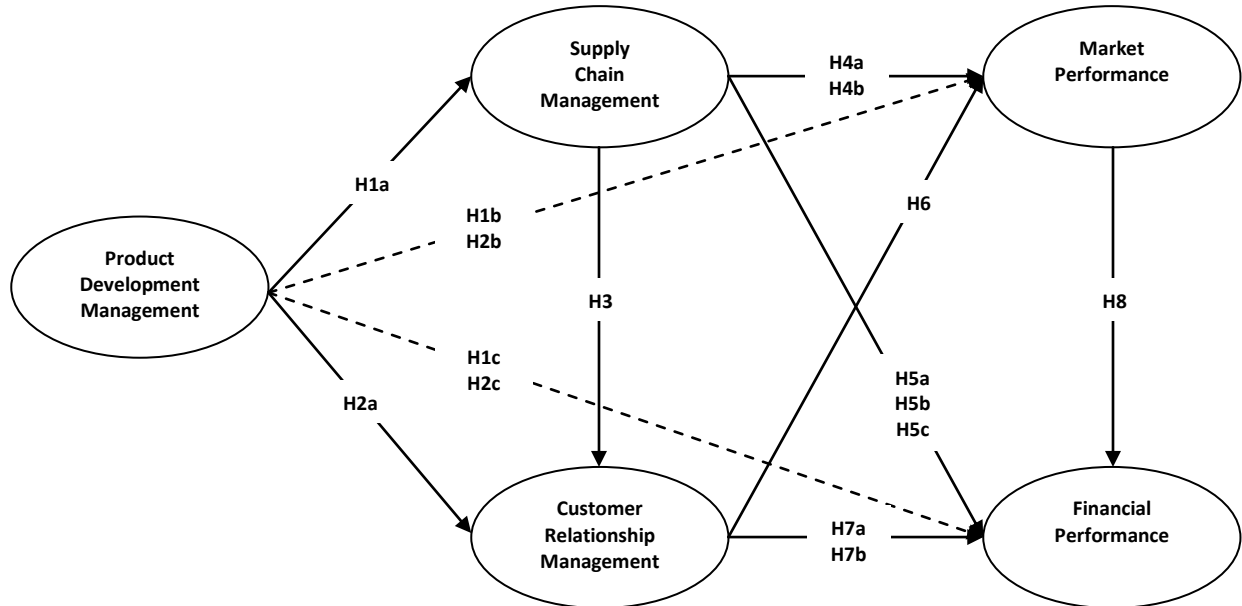 Supply
Chain
Management
Market
Performance
H4a
H4b
H1a
H1b
H2b
H6
Product
Development
Management
H3
H8
H1c
H2c
H2a
H5a
H5b
H5c
Customer
Relationship
Management
H7a
H7b
Financial
Performance